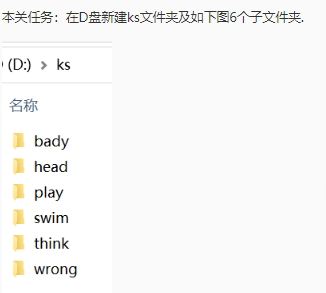 本关任务：在D盘新建ks文件夹及如下图6个子文件夹.
(D:) > ks
名称
bady
head
play
swim
think
wrong